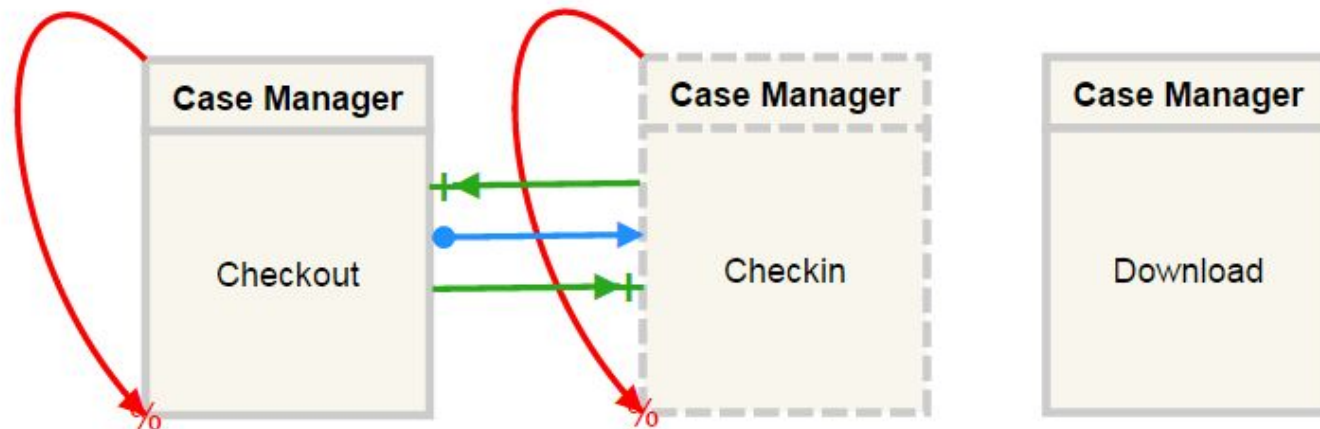 Case Manager
Case Manager
Case Manager
Checkout
Checkin
Download
%
%